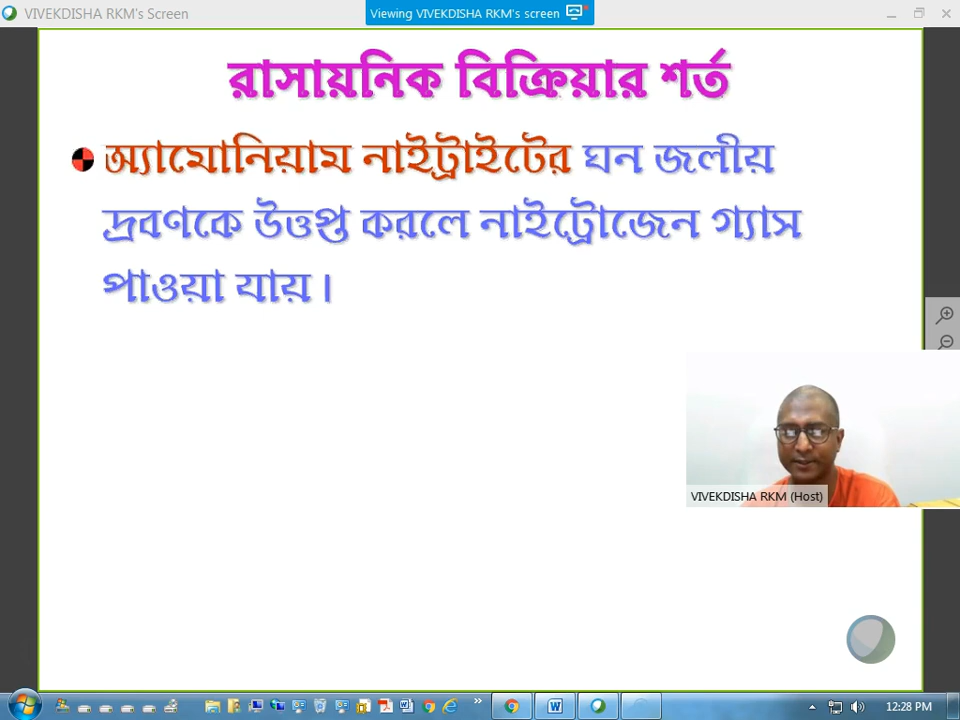 VIVEKDISHA RKM's Screen
Viewing VIVEKDISHA RKM's screen
রাসায়নিক বিক্রিয়ার শর্ত
অ্যামোনিয়াম নাইট্রাইটের ঘন জলীয়
দ্রবণকে উত্তপ্ত করলে নাইট্রোজেন গ্যাস
পাওয়া যায়।
VIVEKDISHA RKM (Host)
12:28 PM